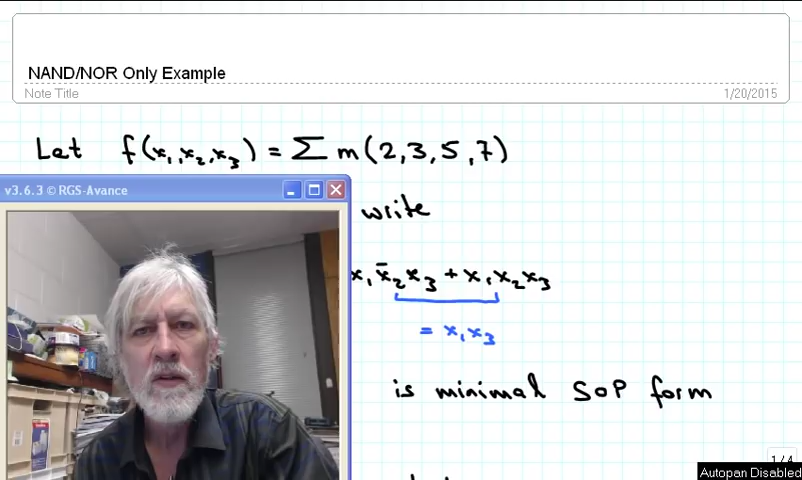 NAND/NOR Only Example
Note Title
1/20/2015
Let f(x₁,x₂,x₃) = Σ m(2,3,5,7)
v3.6.3 © RGS-Avance
write
x₁x̄₂x₃ + x₁x₂x₃
= x₁x₃
is minimal SOP form
1/4
Autopan Disabled